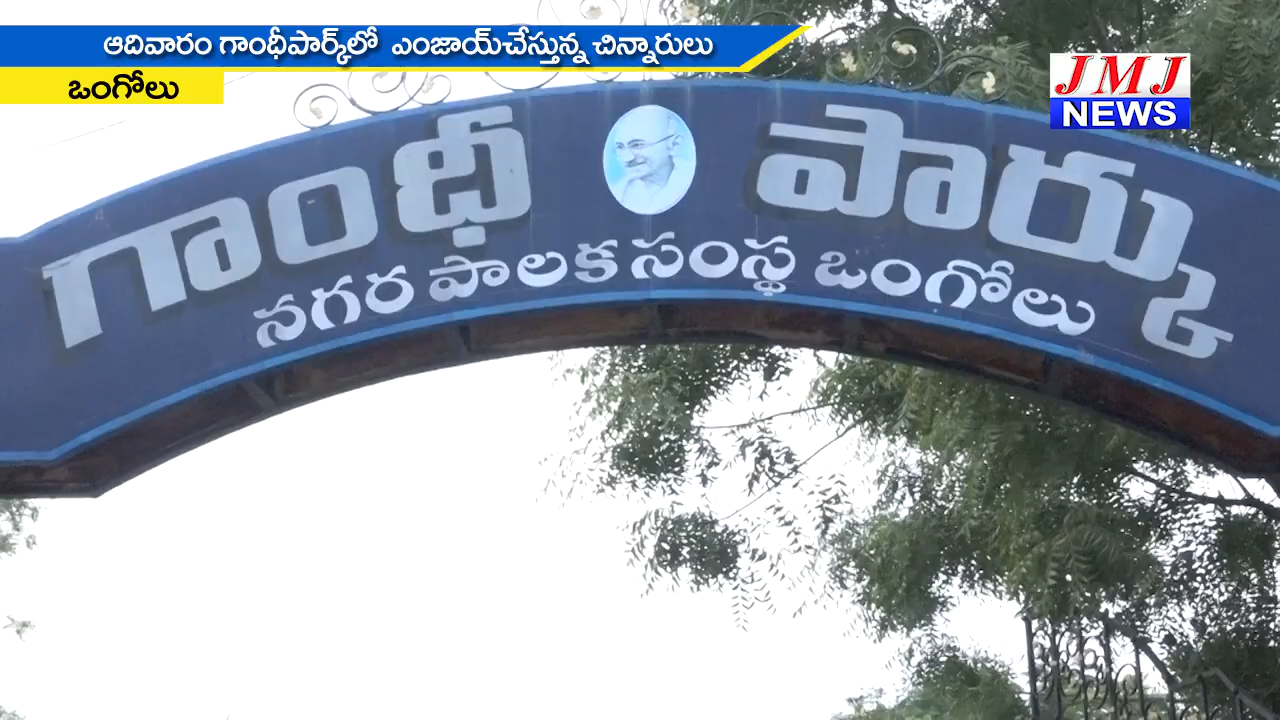 ఆదివారం గాంధీపార్క్‌లో ఎంజాయ్‌చేస్తున్న చిన్నారులు
ఒంగోలు
JMJ
NEWS
గాంధీ పార్కు
నగర పాలక సంస్థ ఒంగోలు